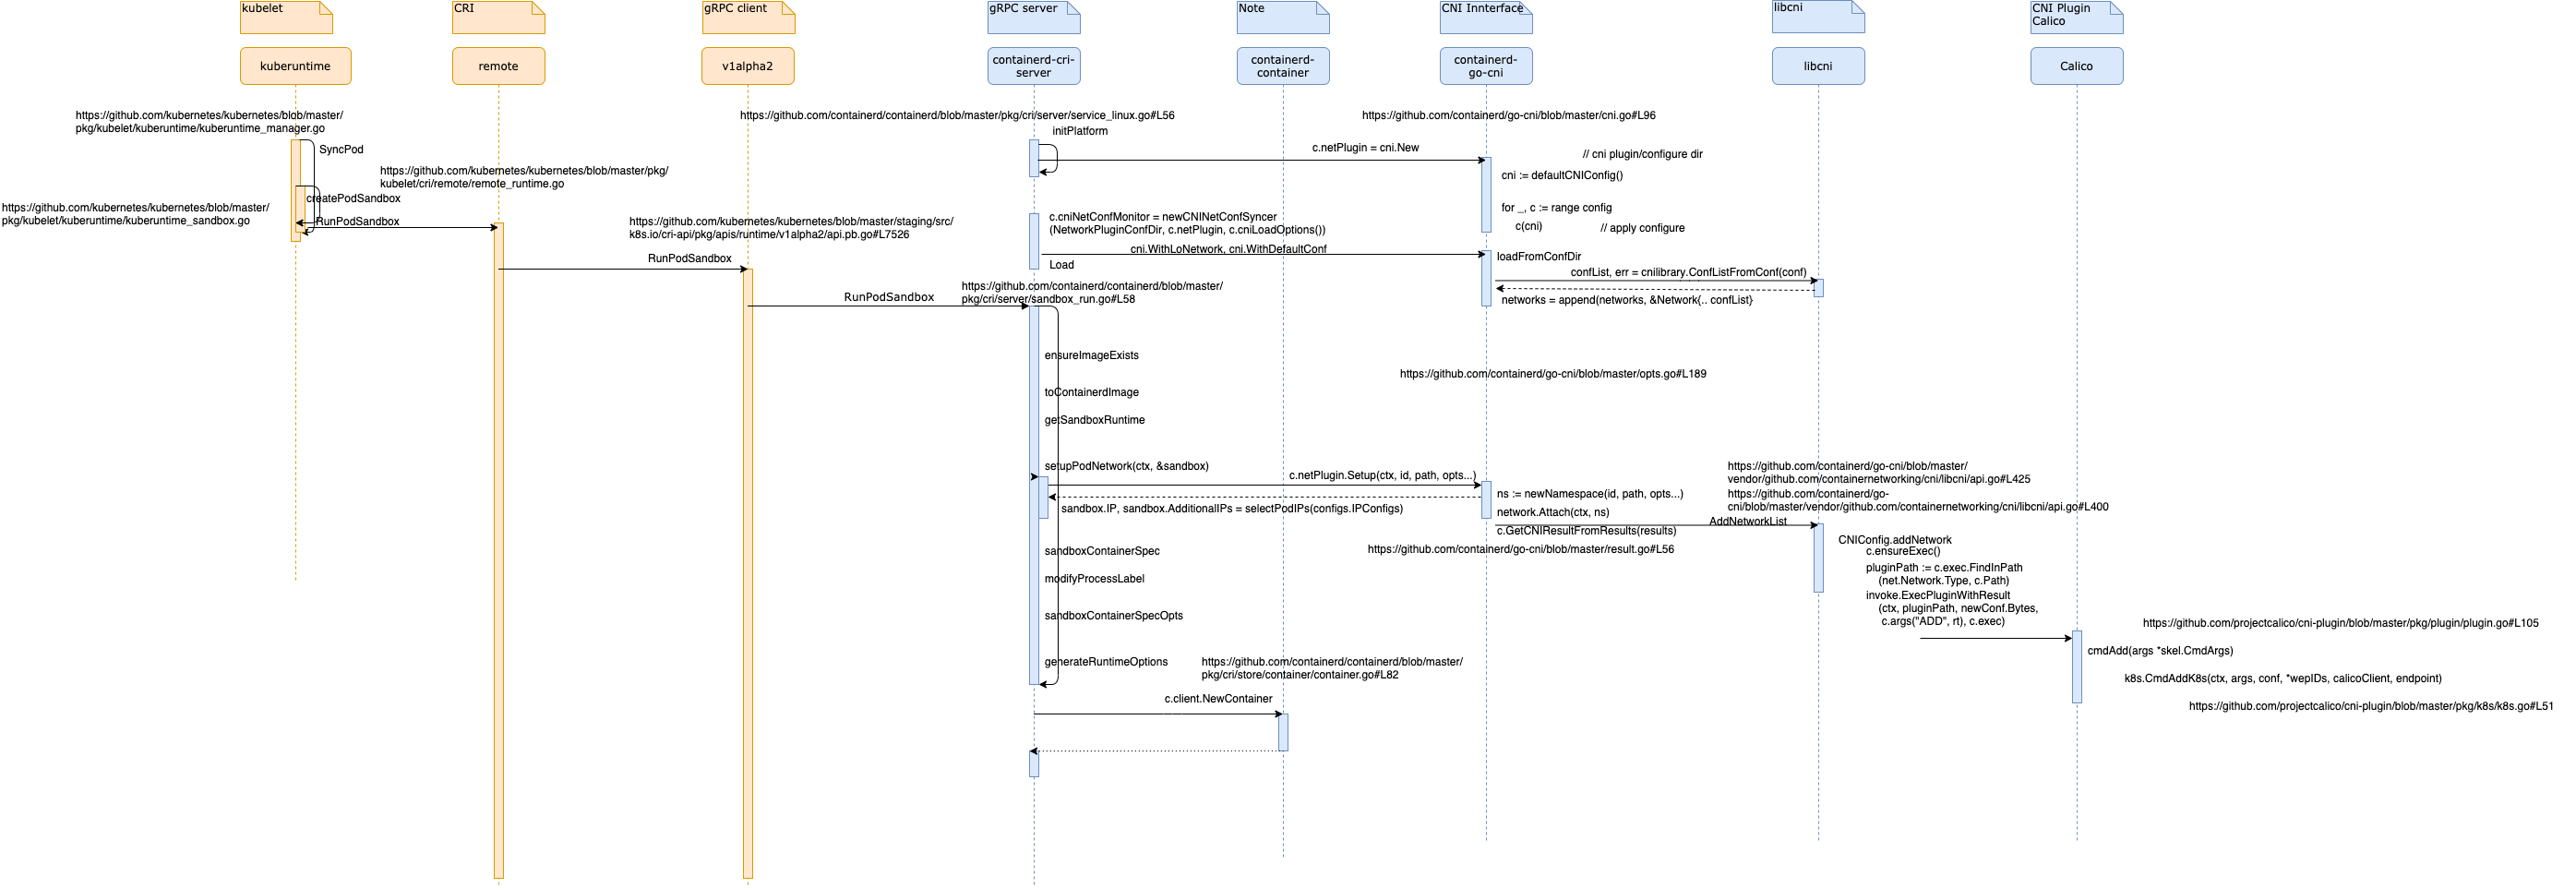 kubelet
CRI
gRPC client
gRPC server
Note
CNI Innterface
libcni
CNI Plugin
Calico
kuberuntime
remote
v1alpha2
containerd-cri-
server
containerd-
container
containerd-
go-cni
libcni
Calico
https://github.com/kubernetes/kubernetes/blob/master/
pkg/kubelet/kuberuntime/kuberuntime_manager.go
SyncPod
https://github.com/kubernetes/kubernetes/blob/master/pkg/
kubelet/cri/remote/remote_runtime.go
createPodSandbox
https://github.com/kubernetes/kubernetes/blob/master/
pkg/kubelet/kuberuntime/kuberuntime_sandbox.go
RunPodSandbox
https://github.com/kubernetes/kubernetes/blob/master/staging/src/
k8s.io/cri-api/pkg/apis/runtime/v1alpha2/api.pb.go#L7526
RunPodSandbox
RunPodSandbox
https://github.com/containerd/containerd/blob/master/pkg/cri/server/service_linux.go#L56
initPlatform
c.netPlugin = cni.New
https://github.com/containerd/go-cni/blob/master/cni.go#L96
// cni plugin/configure dir
cni := defaultCNIConfig()
for _, c := range config
c(cni)
// apply configure
c.cniNetConfMonitor = newCNINetConfSyncer
(NetworkPluginConfDir, c.netPlugin, c.cniLoadOptions())
cni.WithLoNetwork, cni.WithDefaultConf
Load
loadFromConfDir
confList, err = cnilibrary.ConfListFromConf(conf)
networks = append(networks, &Network{.. confList}
https://github.com/containerd/containerd/blob/master/
pkg/cri/server/sandbox_run.go#L58
ensureImageExists
https://github.com/containerd/go-cni/blob/master/opts.go#L189
toContainerdImage
getSandboxRuntime
setupPodNetwork(ctx, &sandbox)
c.netPlugin.Setup(ctx, id, path, opts...)
ns := newNamespace(id, path, opts...)
sandbox.IP, sandbox.AdditionalIPs = selectPodIPs(configs.IPConfigs)
network.Attach(ctx, ns)
c.GetCNIResultFromResults(results)
https://github.com/containerd/go-cni/blob/master/result.go#L56
https://github.com/containerd/go-cni/blob/master/
vendor/github.com/containernetworking/cni/libcni/api.go#L425
https://github.com/containerd/go-
cni/blob/master/vendor/github.com/containernetworking/cni/libcni/api.go#L400
AddNetworkList
CNIConfig.addNetwork
c.ensureExec()
pluginPath := c.exec.FindInPath
(net.Network.Type, c.Path)
invoke.ExecPluginWithResult
(ctx, pluginPath, newConf.Bytes,
c.args("ADD", rt), c.exec)
sandboxContainerSpec
modifyProcessLabel
sandboxContainerSpecOpts
generateRuntimeOptions
https://github.com/containerd/containerd/blob/master/
pkg/cri/store/container/container.go#L82
c.client.NewContainer
https://github.com/projectcalico/cni-plugin/blob/master/pkg/plugin/plugin.go#L105
cmdAdd(args *skel.CmdArgs)
k8s.CmdAddK8s(ctx, args, conf, *wepIDs, calicoClient, endpoint)
https://github.com/projectcalico/cni-plugin/blob/master/pkg/k8s/k8s.go#L51